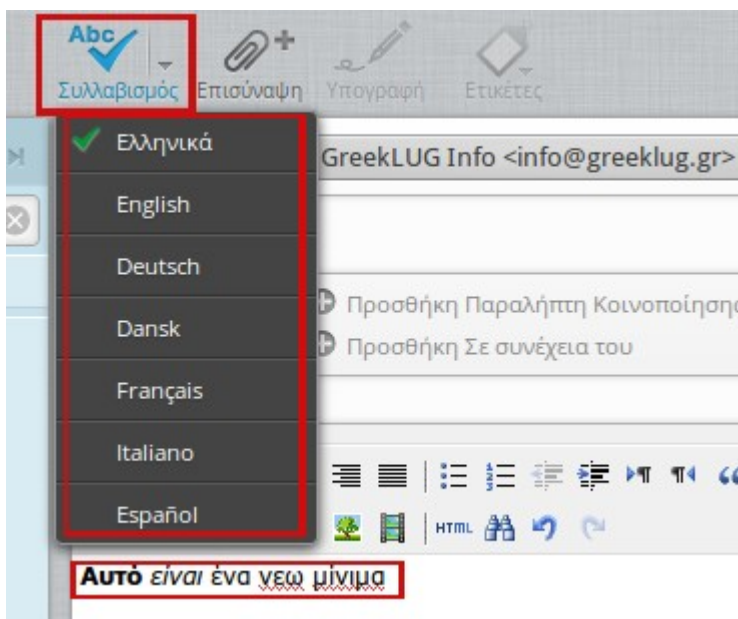 Abc
Συλλαβισμός Επισύναψη Υπογραφή Ετικέτες
Ελληνικά
GreekLUG Info <info@greeklug.gr>
English
Deutsch
Προσθήκη Παραλήπτη Κοινοποίησης
Dansk
Προσθήκη Σε συνέχεια του
Français
Italiano
Español
HTML
Αυτό είναι ένα νεω μίνιμα